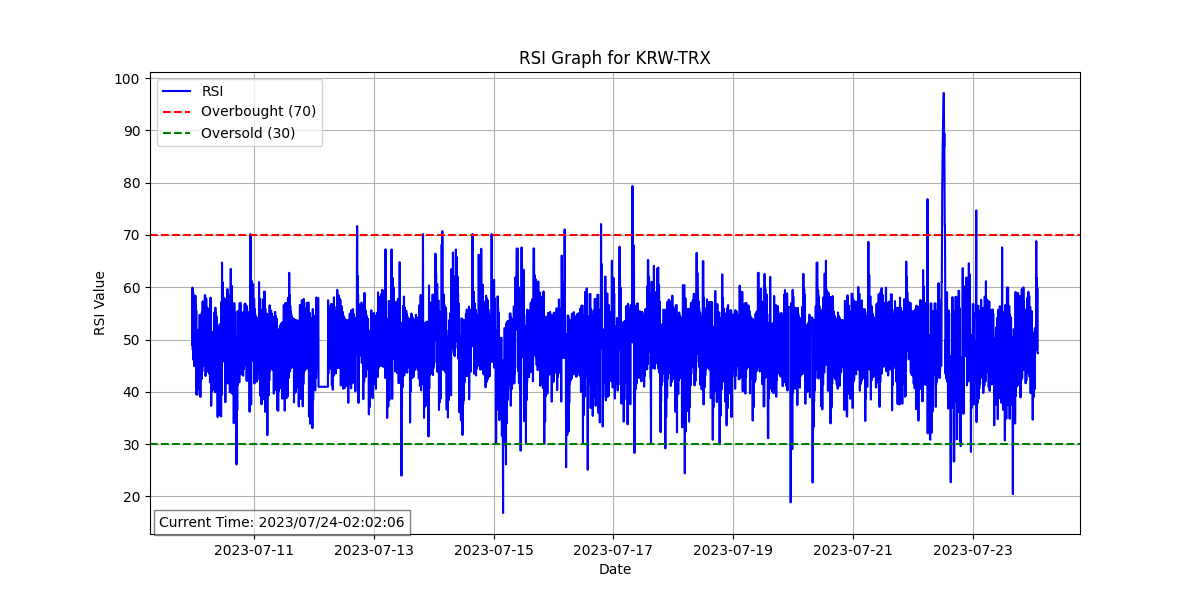 RSI Graph for KRW-TRX
100
90
80
70
60
50
40
30
20
RSI Value
RSI
Overbought (70)
Oversold (30)
Current Time: 2023/07/24-02:02:06
2023-07-11
2023-07-13
2023-07-15
2023-07-17
2023-07-19
2023-07-21
2023-07-23
Date